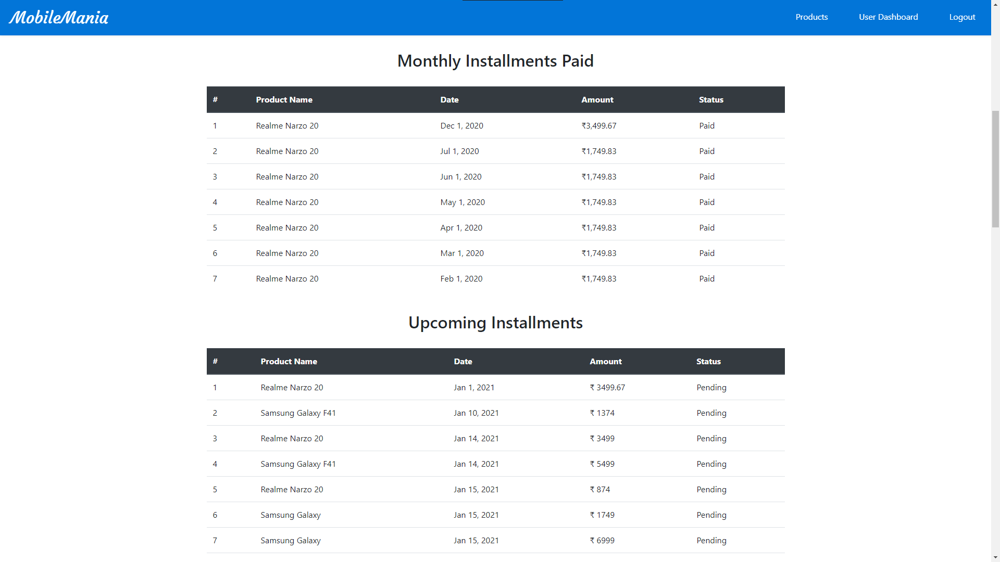 MobileMania Products User Dashboard Logout
Monthly Installments Paid
# Product Name Date Amount Status
1 Realme Narzo 20 Dec 1, 2020 ₹3,499.67 Paid
2 Realme Narzo 20 Jul 1, 2020 ₹1,749.83 Paid
3 Realme Narzo 20 Jun 1, 2020 ₹1,749.83 Paid
4 Realme Narzo 20 May 1, 2020 ₹1,749.83 Paid
5 Realme Narzo 20 Apr 1, 2020 ₹1,749.83 Paid
6 Realme Narzo 20 Mar 1, 2020 ₹1,749.83 Paid
7 Realme Narzo 20 Feb 1, 2020 ₹1,749.83 Paid
Upcoming Installments
# Product Name Date Amount Status
1 Realme Narzo 20 Jan 1, 2021 ₹ 3499.67 Pending
2 Samsung Galaxy F41 Jan 10, 2021 ₹ 1374 Pending
3 Realme Narzo 20 Jan 14, 2021 ₹ 3499 Pending
4 Samsung Galaxy F41 Jan 14, 2021 ₹ 5499 Pending
5 Realme Narzo 20 Jan 15, 2021 ₹ 874 Pending
6 Samsung Galaxy Jan 15, 2021 ₹ 1749 Pending
7 Samsung Galaxy Jan 15, 2021 ₹ 6999 Pending